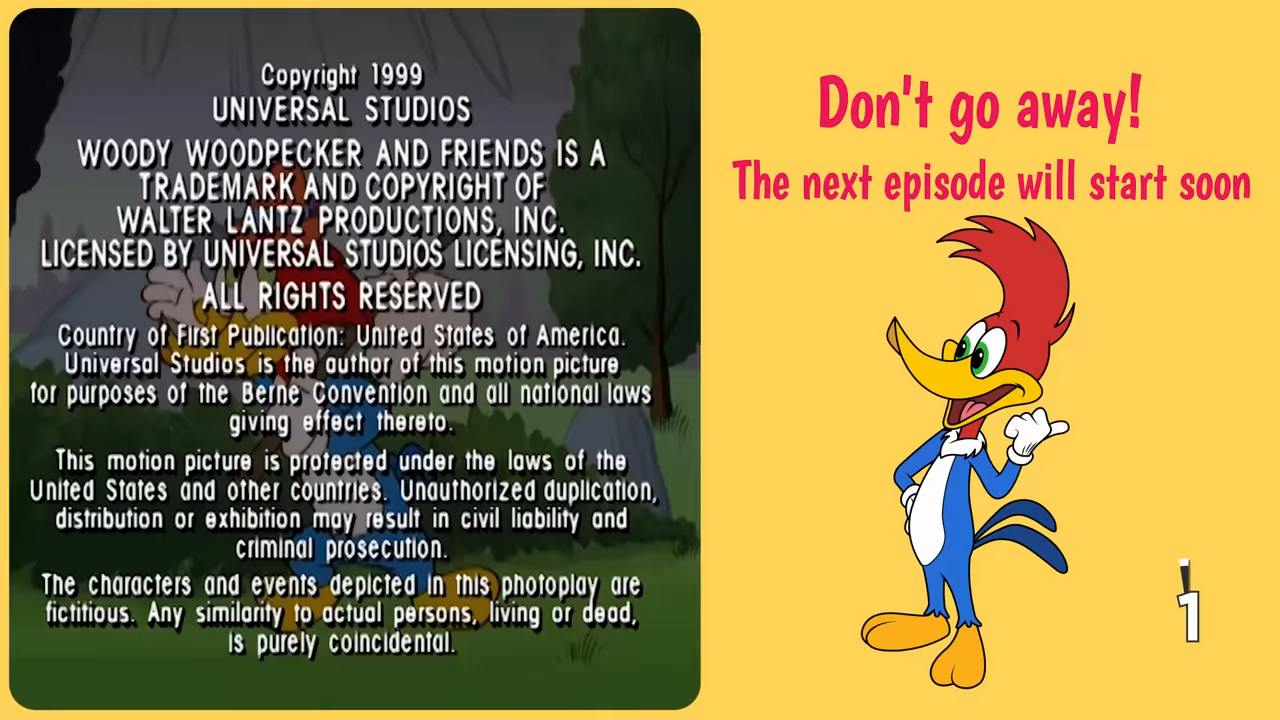 Copyright 1999
UNIVERSAL STUDIOS
WOODY WOODPECKER AND FRIENDS IS A
TRADEMARK AND COPYRIGHT OF
WALTER LANTZ PRODUCTIONS, INC.
LICENSED BY UNIVERSAL STUDIOS LICENSING, INC.
ALL RIGHTS RESERVED
Country of First Publication: United States of America.
Universal Studios is the author of this motion picture
for purposes of the Berne Convention and all national laws
giving effect thereto.
This motion picture is protected under the laws of the
United States and other countries. Unauthorized duplication,
distribution or exhibition may result in civil liability and
criminal prosecution.
The characters and events depicted in this photoplay are
fictitious. Any similarity to actual persons, living or dead,
is purely coincidental.
Don't go away!
The next episode will start soon
1